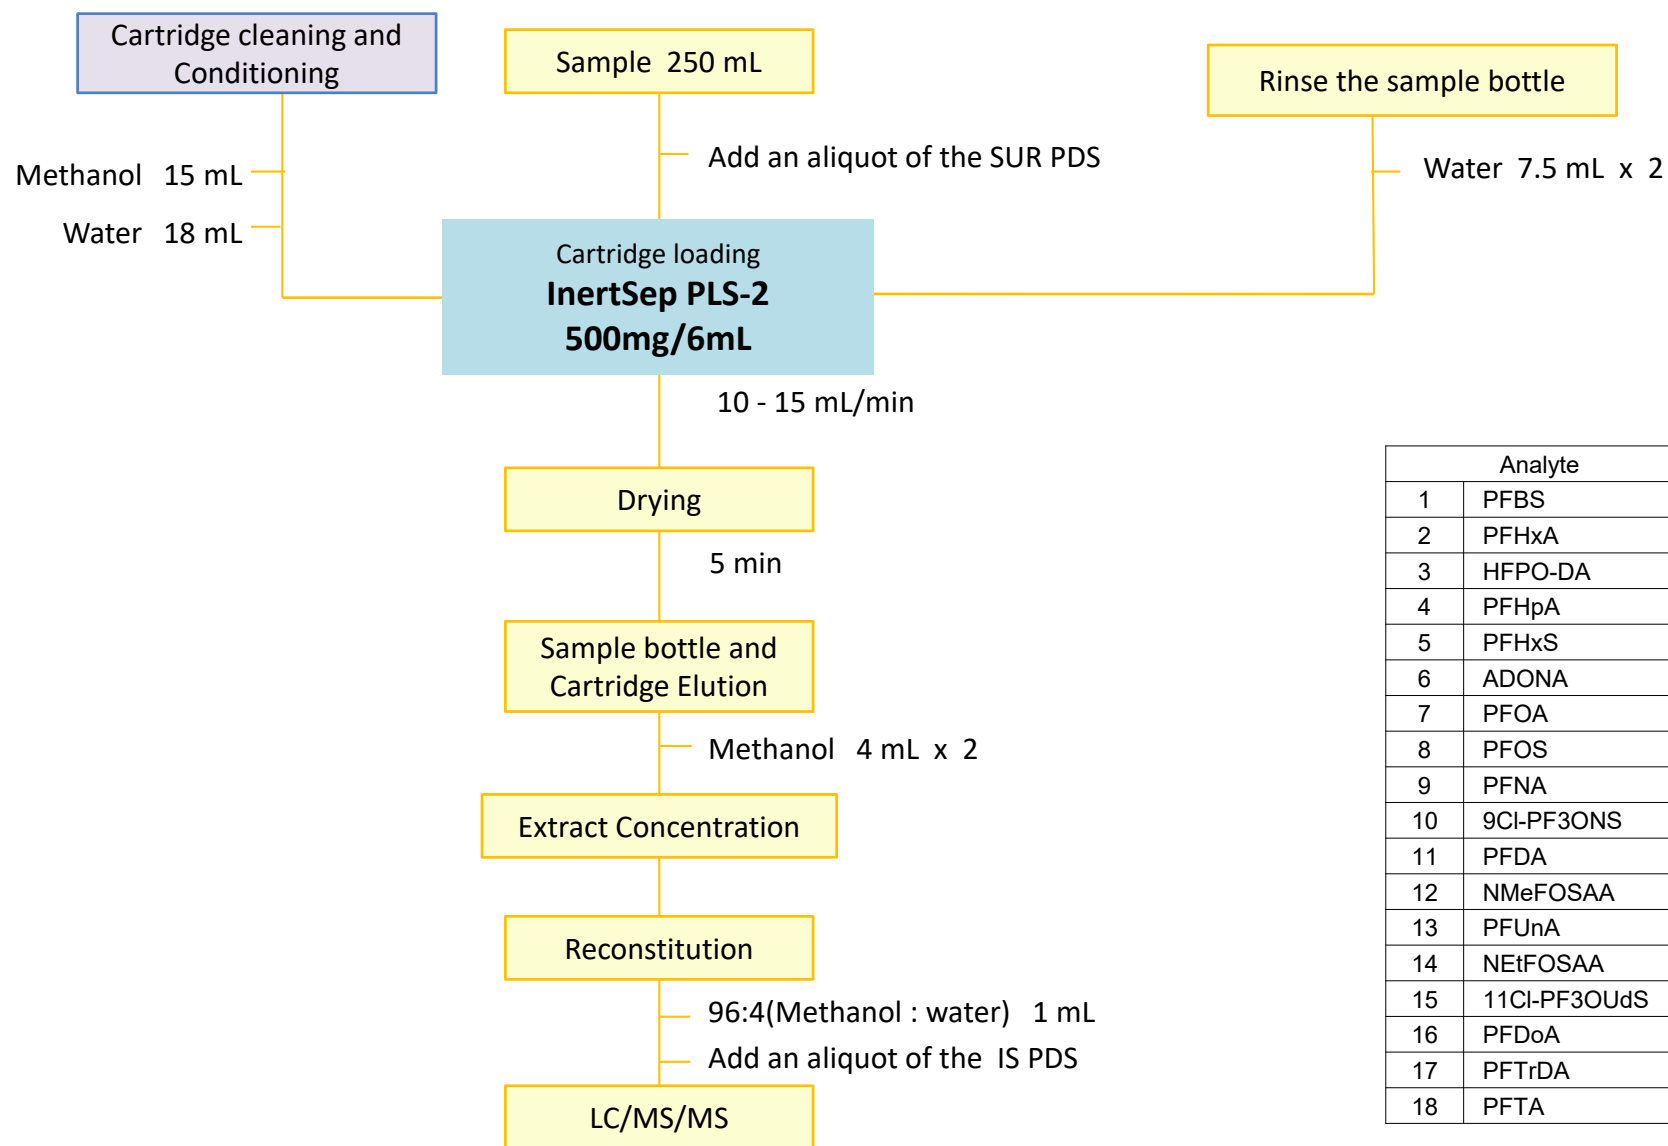 Cartridge cleaning and
Conditioning
Methanol 15 mL
Water 18 mL
Sample 250 mL
Add an aliquot of the SUR PDS
Rinse the sample bottle
Water 7.5 mL x 2
Cartridge loading
InertSep PLS-2
500mg/6mL
10 - 15 mL/min
Drying
5 min
Sample bottle and
Cartridge Elution
Methanol 4 mL x 2
Extract Concentration
Reconstitution
96:4(Methanol : water) 1 mL
Add an aliquot of the IS PDS
LC/MS/MS
Analyte
1 PFBS
2 PFHxA
3 HFPO-DA
4 PFHpA
5 PFHxS
6 ADONA
7 PFOA
8 PFOS
9 PFNA
10 9Cl-PF3ONS
11 PFDA
12 NMeFOSAA
13 PFUnA
14 NEtFOSAA
15 11Cl-PF3OUdS
16 PFDoA
17 PFTrDA
18 PFTA